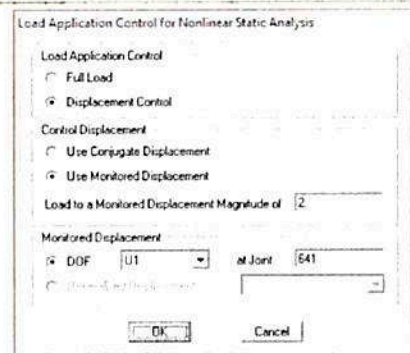 Load Application Control for Nonlinear Static Analysis
Load Application Control
Full Load
Displacement Control
Control Displacement
Use Conjugate Displacement
Use Monitored Displacement
Load to a Monitored Displacement Magnitude of 2
Monitored Displacement
DOF U1 at Joint 641
OK Cancel